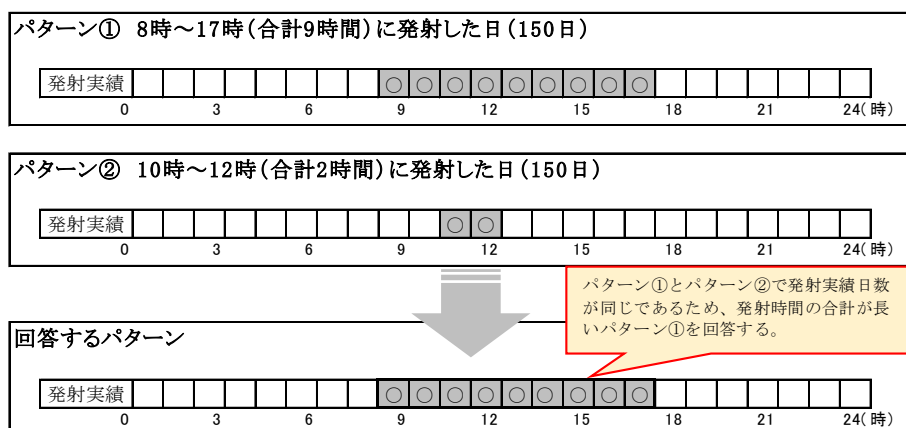 パターン① 8時～17時(合計9時間)に発射した日(150日)
発射実績 ○ ○ ○ ○ ○ ○ ○ ○ ○
0 3 6 9 12 15 18 21 24(時)
パターン② 10時～12時(合計2時間)に発射した日(150日)
発射実績 ○ ○
0 3 6 9 12 15 18 21 24(時)
パターン①とパターン②で発射実績日数
が同じであるため、発射時間の合計が長
いパターン①を回答する。
回答するパターン
発射実績 ○ ○ ○ ○ ○ ○ ○ ○ ○
0 3 6 9 12 15 18 21 24(時)